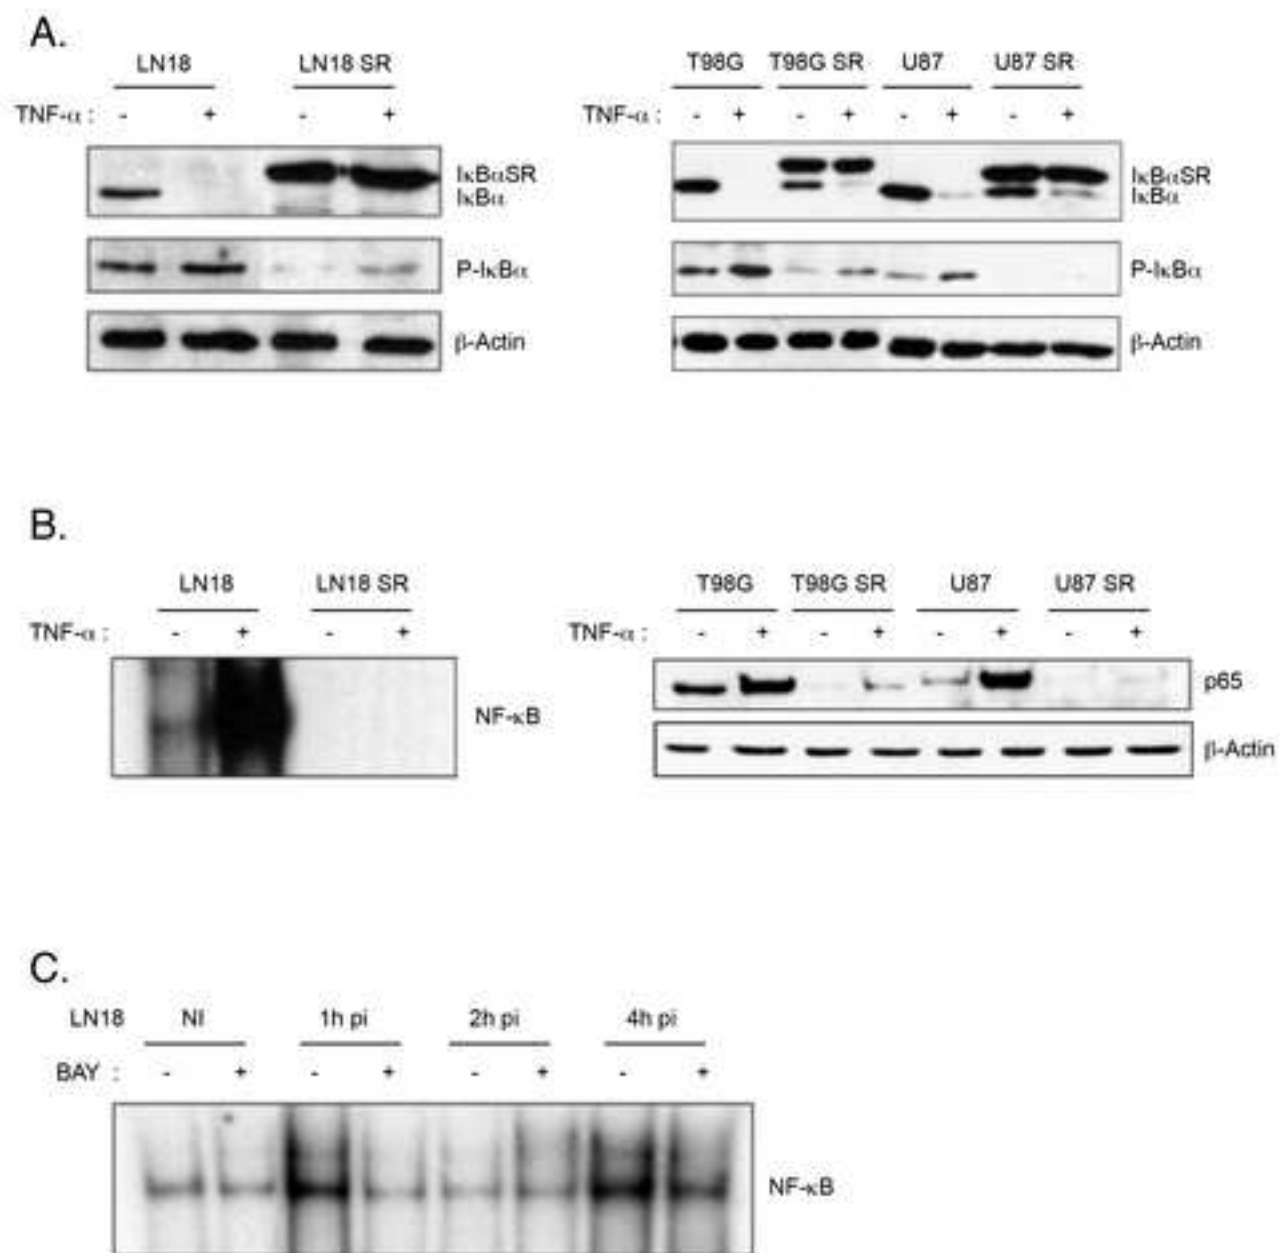 A.
LN18 LN18 SR T98G T98G SR U87 U87 SR
TNF-α : - + - + TNF-α : - + - + - + - +
IκBαSR IκBαSR
IκBα IκBα
P-IκBα P-IκBα
β-Actin β-Actin
B.
LN18 LN18 SR T98G T98G SR U87 U87 SR
TNF-α : - + - + TNF-α : - + - + - + - +
p65
NF-κB
β-Actin
C.
LN18 NI 1h pi 2h pi 4h pi
BAY : - + - + - + - +
NF-κB